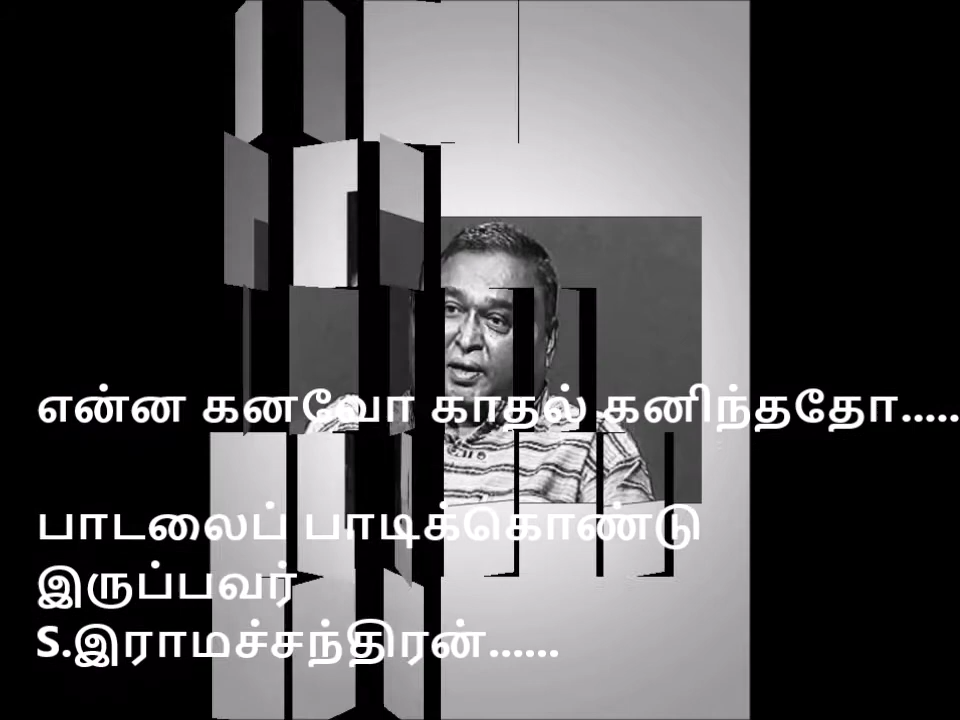 என்ன கனவோ காதல் கனிந்ததோ.....
பாடலைப் பாடிக்கொண்டு
இருப்பவர்
S.இராமச்சந்திரன்......